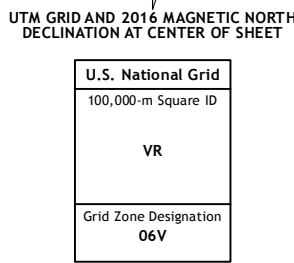 UTM GRID AND 2016 MAGNETIC NORTH
DECLINATION AT CENTER OF SHEET
U.S. National Grid
100,000-m Square ID
VR
Grid Zone Designation
06V